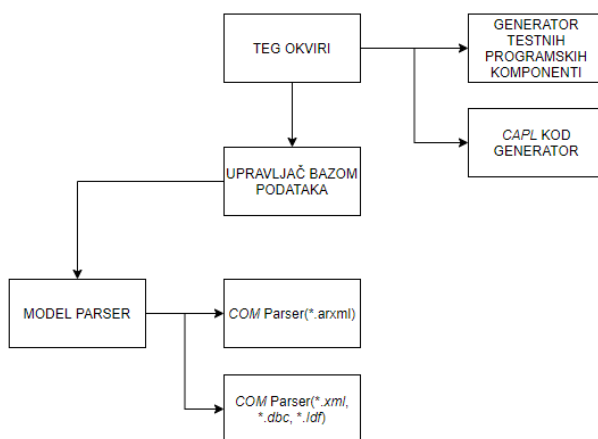 TEG OKVIRI
GENERATOR
TESTNIH
PROGRAMSKIH
KOMPONENTI
CAPL KOD
GENERATOR
UPRAVLJAČ BAZOM
PODATAKA
MODEL PARSER
COM Parser(*.arxml)
COM Parser(*.xml,
*.dbc, *.ldf)